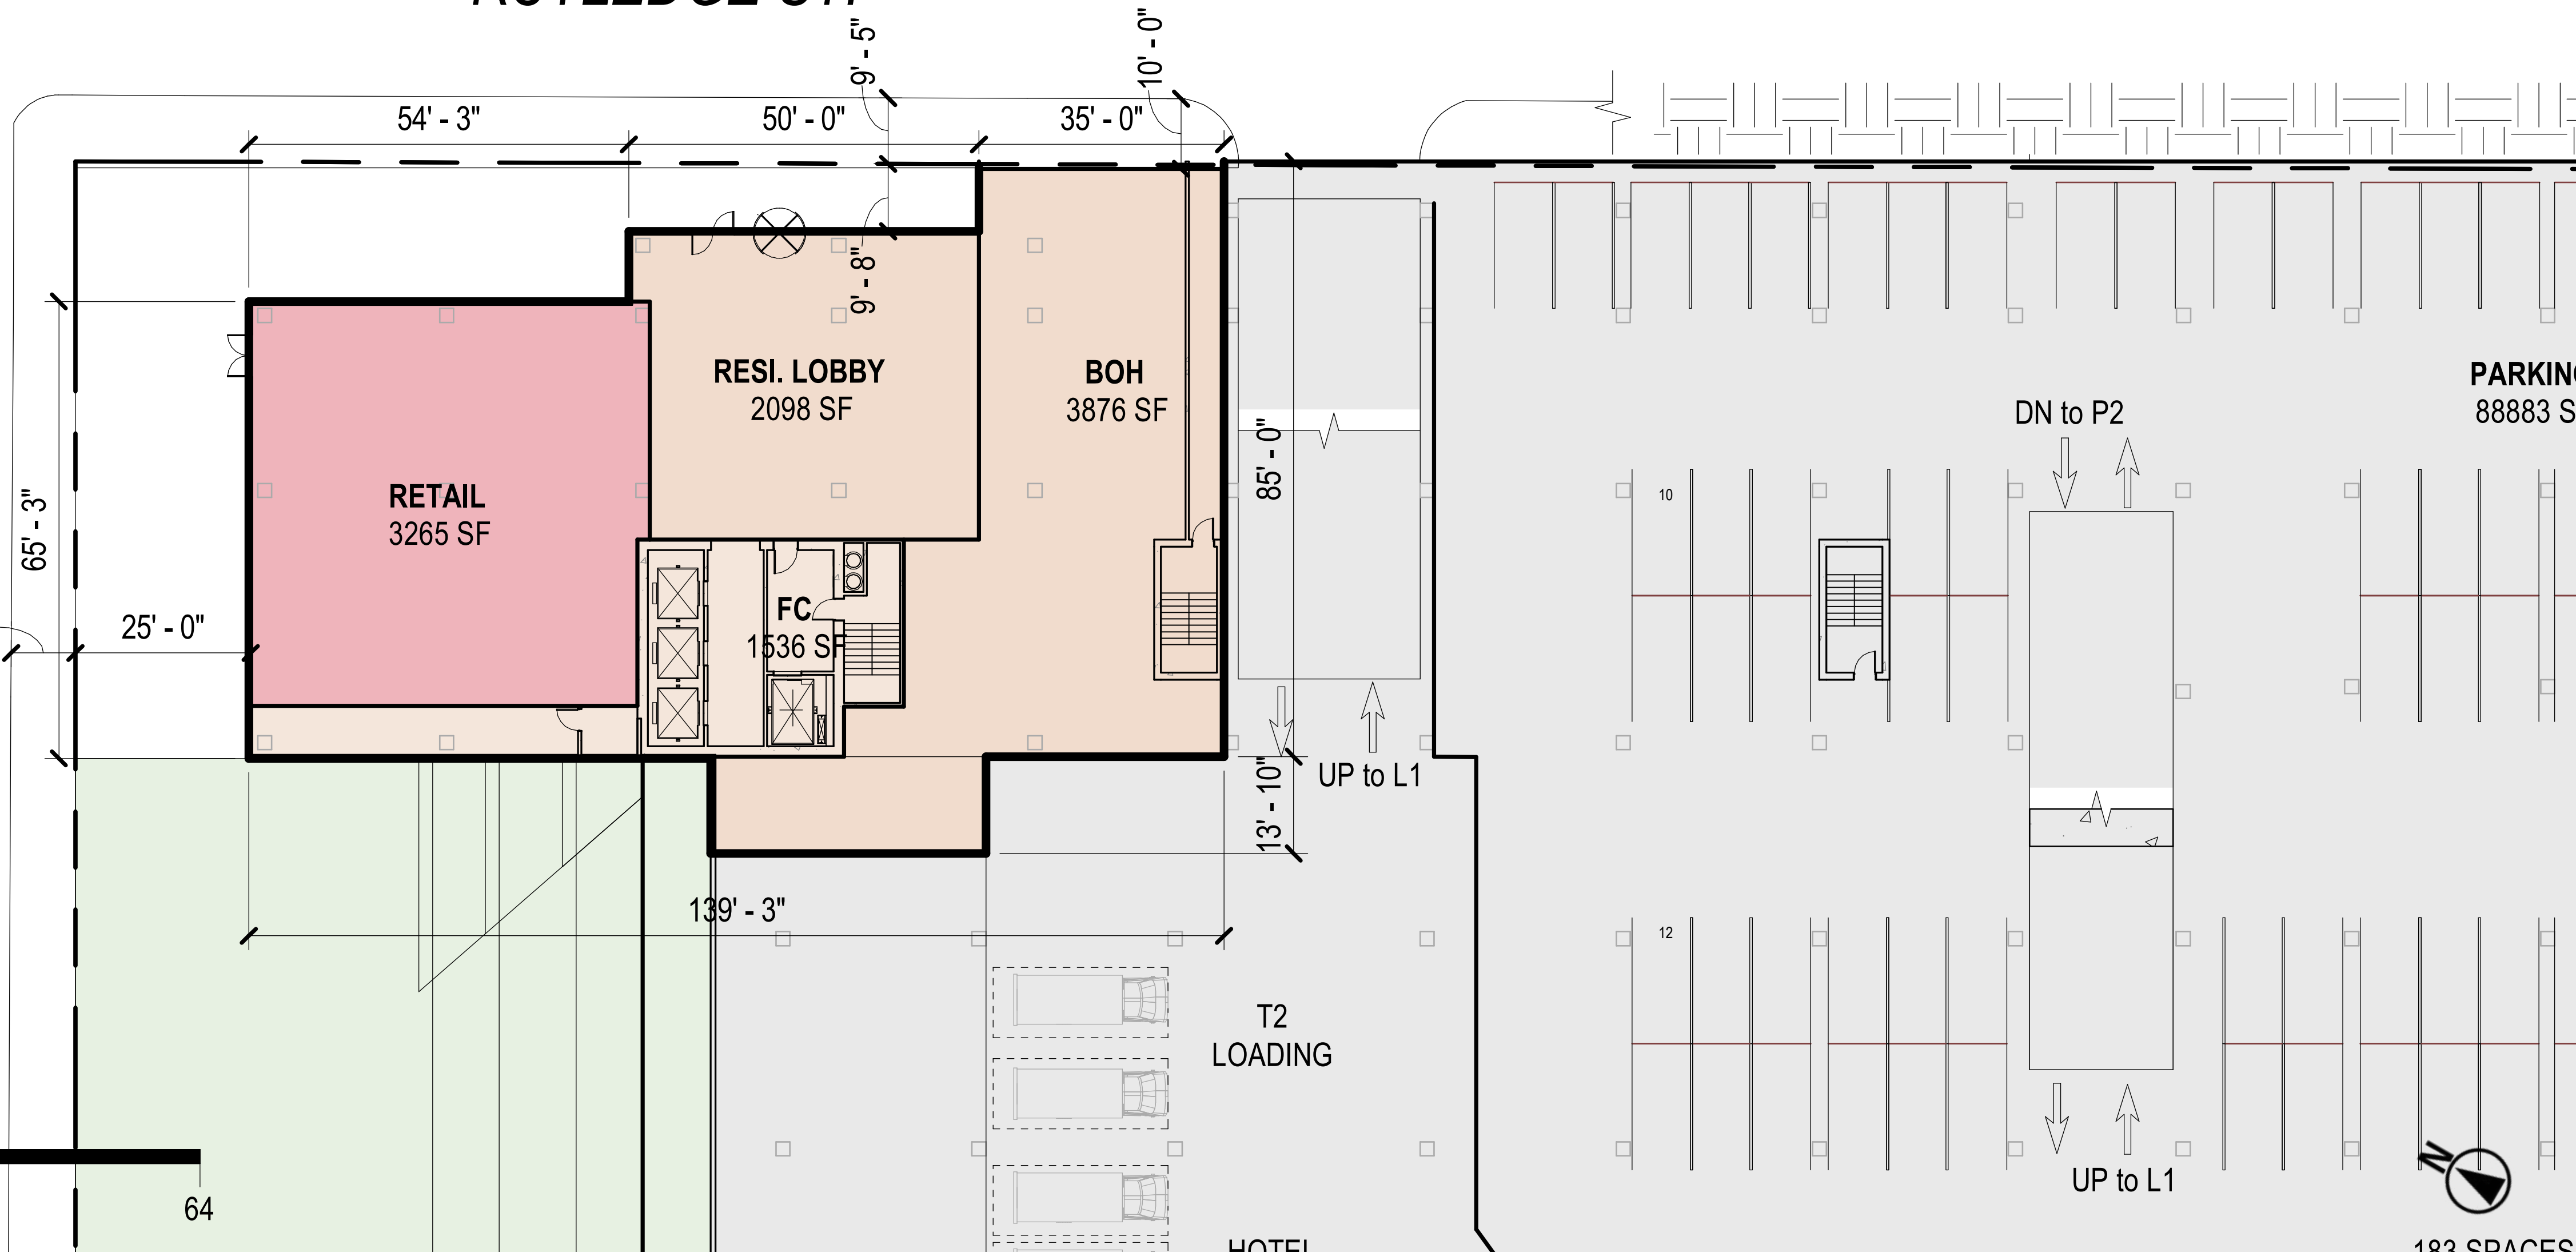 9' - 5"
10' - 0"
54' - 3"
50' - 0"
35' - 0"
9' - 8"
RESI. LOBBY
2098 SF
BOH
3876 SF
85' - 0"
DN to P2
88883 S
RETAIL
3265 SF
10
65' - 3"
25' - 0"
FC
1536 SF
UP to L1
13' - 10"
139' - 3"
12
T2
LOADING
N
UP to L1
64
HOTEL
183 SPACES